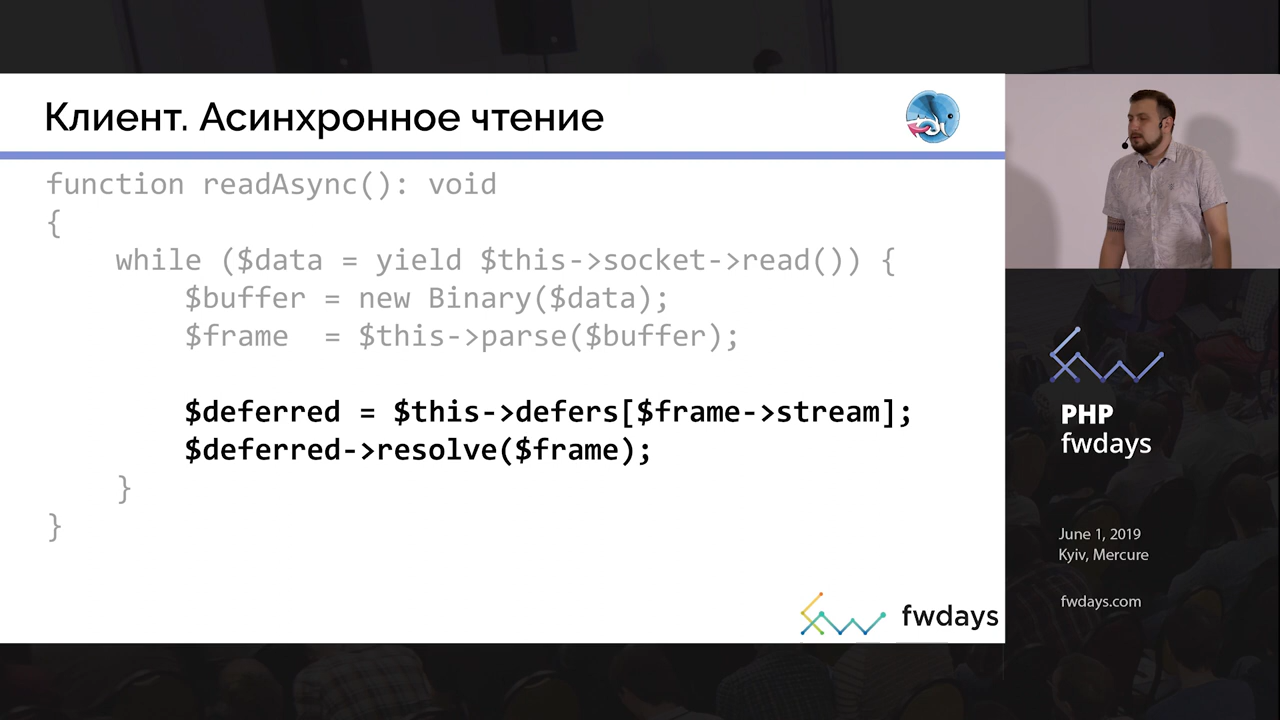 Клиент. Асинхронное чтение
function readAsync(): void
{
    while ($data = yield $this->socket->read()) {
        $buffer = new Binary($data);
        $frame  = $this->parse($buffer);
        $deferred = $this->defers[$frame->stream];
        $deferred->resolve($frame);
    }
}
fwdays
PHP
fwdays
June 1, 2019
Kyiv, Mercure
fwdays.com